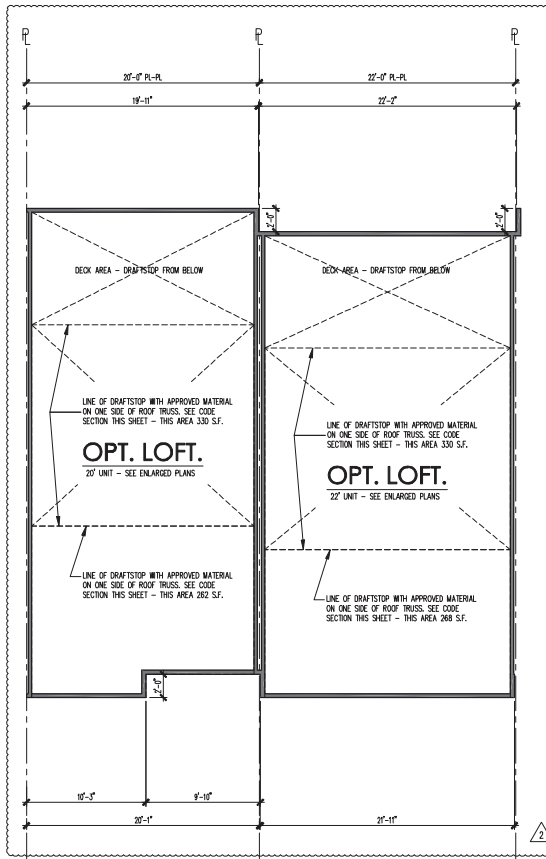 PL PL PL
20'-0" PL-PL 22'-0" PL-PL
19'-11" 22'-2"
2'-0" 2'-0"
DECK AREA - DRAFTSTOP FROM BELOW
DECK AREA - DRAFTSTOP FROM BELOW
LINE OF DRAFTSTOP WITH APPROVED MATERIAL
ON ONE SIDE OF ROOF TRUSS. SEE CODE
SECTION THIS SHEET - THIS AREA 330 S.F.
OPT. LOFT.
20' UNIT - SEE ENLARGED PLANS
LINE OF DRAFTSTOP WITH APPROVED MATERIAL
ON ONE SIDE OF ROOF TRUSS. SEE CODE
SECTION THIS SHEET - THIS AREA 330 S.F.
OPT. LOFT.
22' UNIT - SEE ENLARGED PLANS
LINE OF DRAFTSTOP WITH APPROVED MATERIAL
ON ONE SIDE OF ROOF TRUSS. SEE CODE
SECTION THIS SHEET - THIS AREA 262 S.F.
LINE OF DRAFTSTOP WITH APPROVED MATERIAL
ON ONE SIDE OF ROOF TRUSS. SEE CODE
SECTION THIS SHEET - THIS AREA 268 S.F.
2'-0"
10'-3" 9'-10"
20'-1" 21'-11"
2